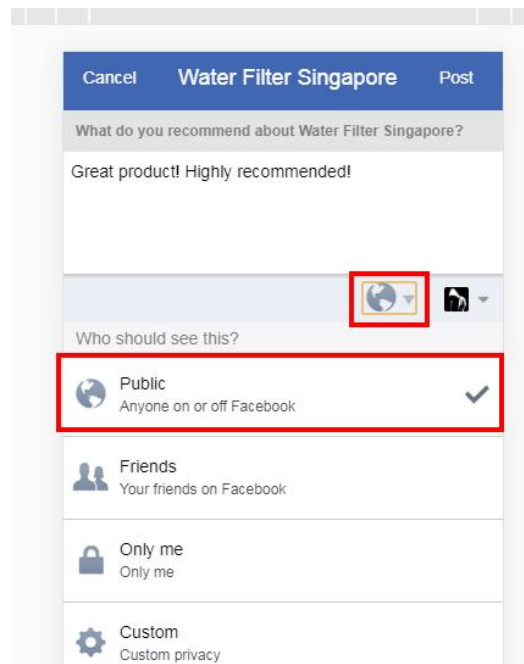 Cancel Water Filter Singapore Post
What do you recommend about Water Filter Singapore?
Great product! Highly recommended!
Who should see this?
Public
Anyone on or off Facebook
Friends
Your friends on Facebook
Only me
Only me
Custom
Custom privacy